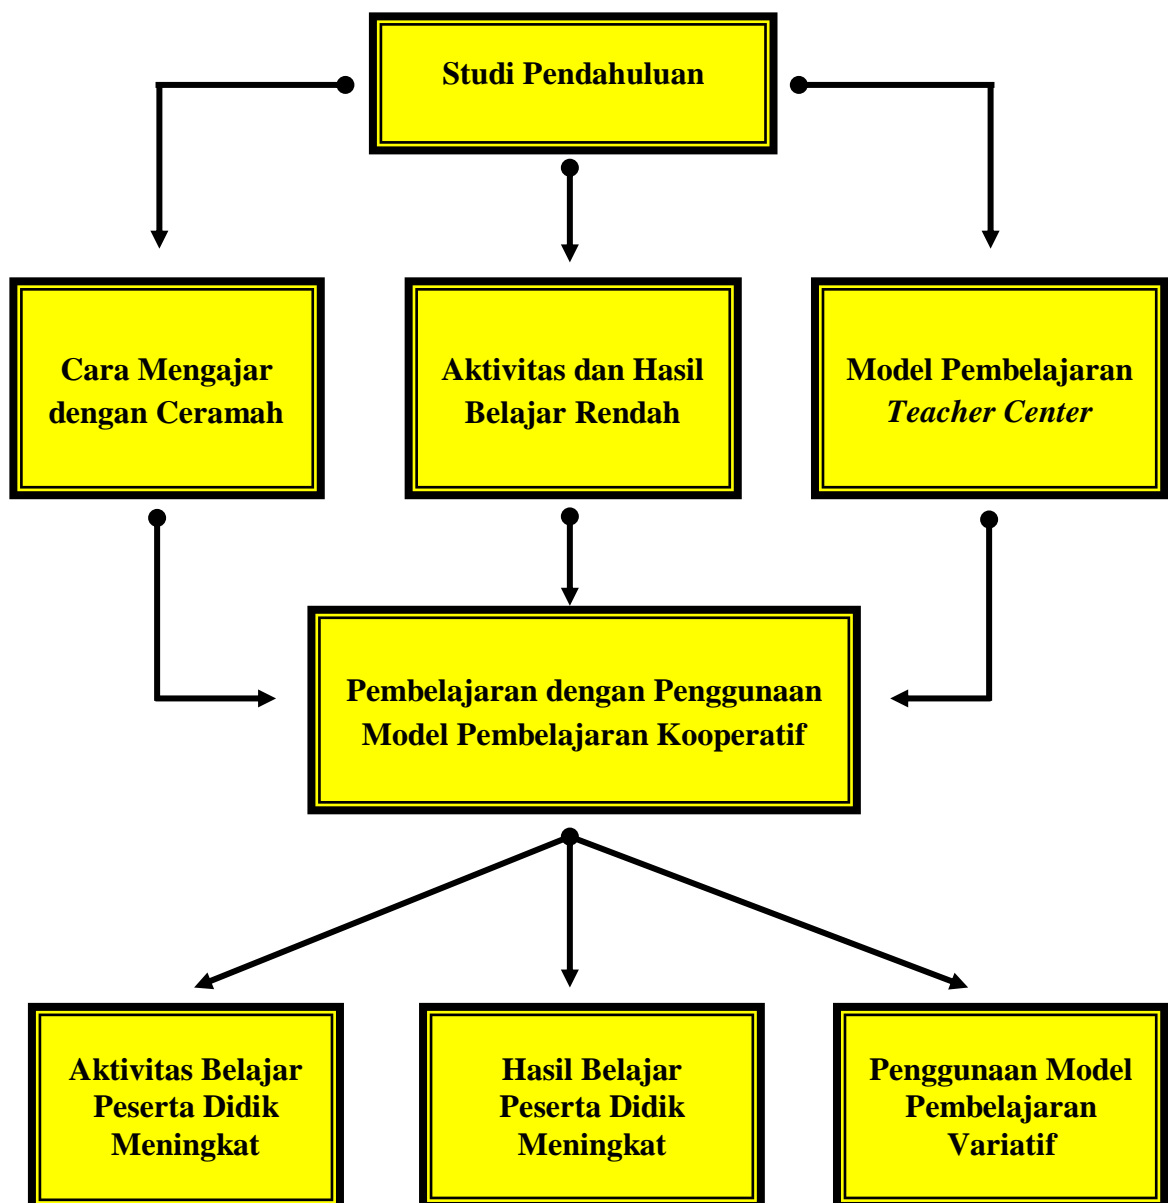 Studi Pendahuluan
Cara Mengajar
dengan Ceramah
Aktivitas dan Hasil
Belajar Rendah
Model Pembelajaran
Teacher Center
Pembelajaran dengan Penggunaan
Model Pembelajaran Kooperatif
Aktivitas Belajar
Peserta Didik
Meningkat
Hasil Belajar
Peserta Didik
Meningkat
Penggunaan Model
Pembelajaran
Variatif